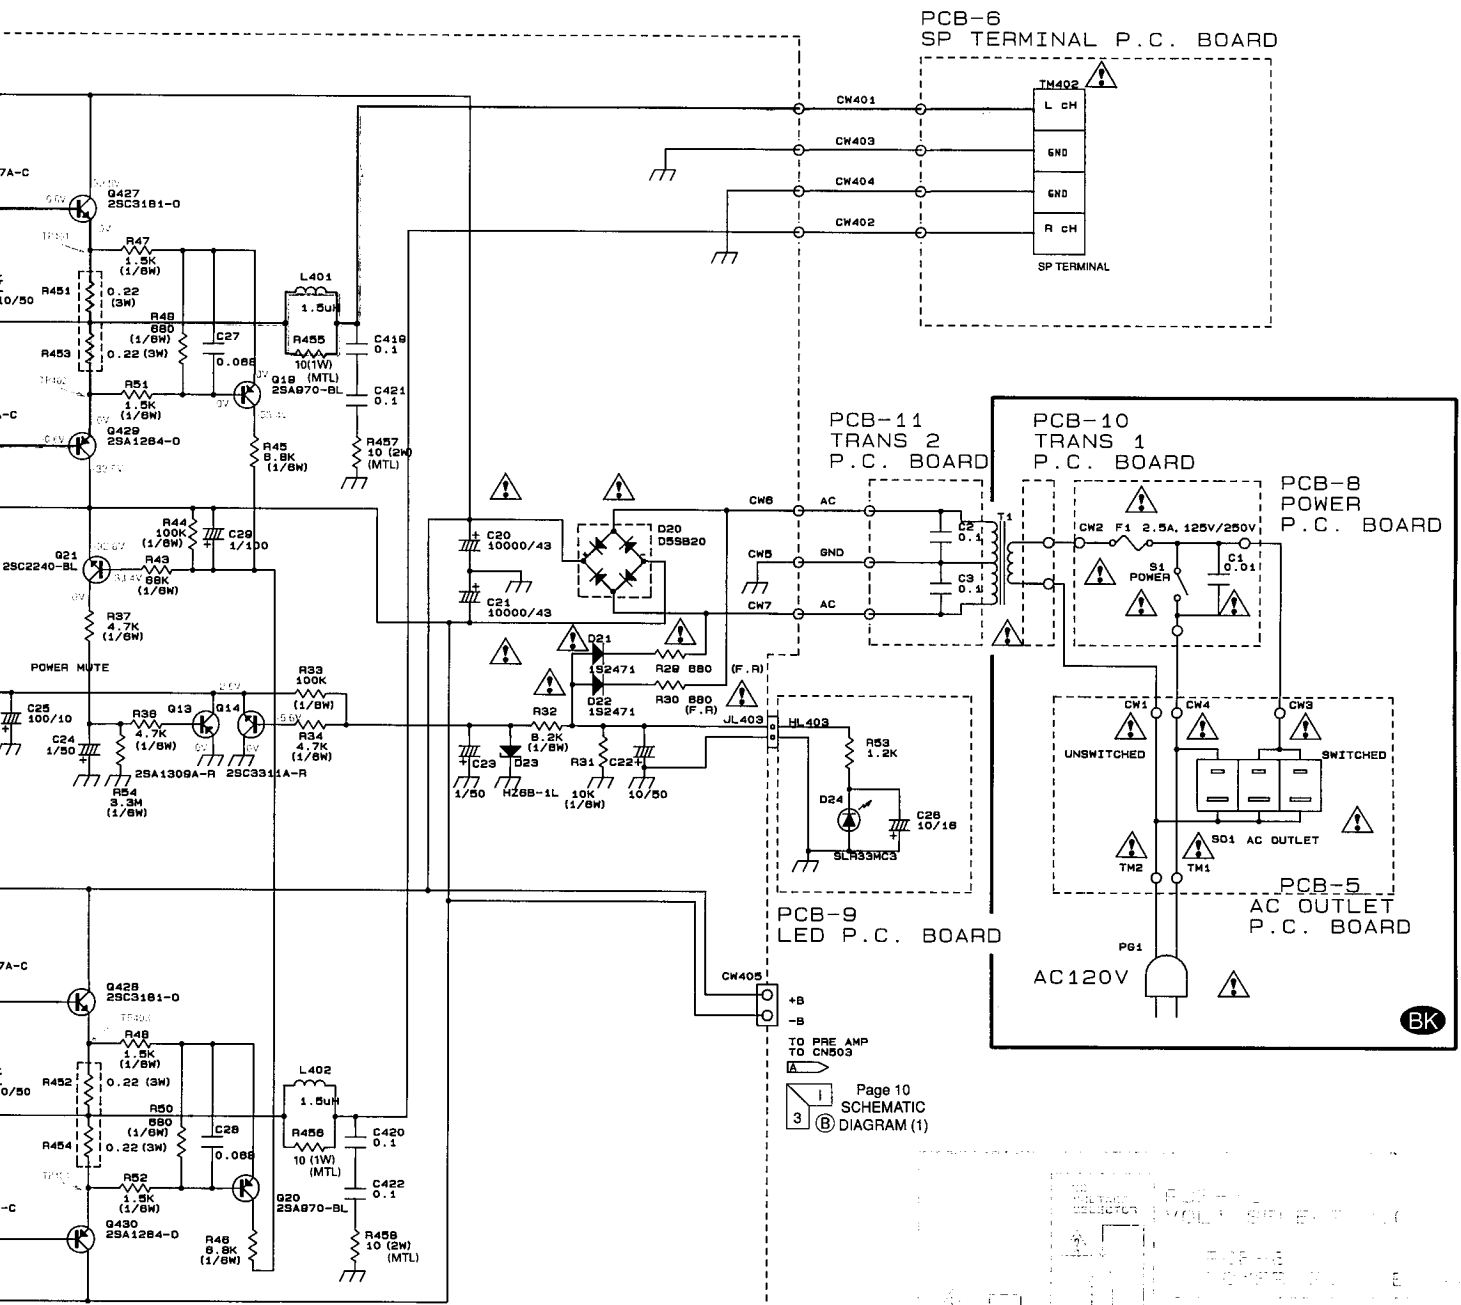 PCB-6
SP TERMINAL P.C. BOARD
TM402
L CH
GND
GND
R CH
SP TERMINAL
CW401
CW403
CW404
CW402
7A-C
Q427
2SC3181-O
R47
1.5K
(1/6W)
R451
0.22
(3W)
10/50
R453
0.22 (3W)
R49
680
(1/6W)
C27
0.068
L401
1.5uH
R455
10(1W)
(MTL)
C419
0.1
C421
0.1
R457
10 (2W)
(MTL)
R51
1.5K
(1/6W)
Q19
2SA970-BL
0V
0V
-C
Q429
2SA1264-O
R45
6.8K
(1/6W)
R44
100K
(1/6W)
C29
1/100
Q21
2SC2240-BL
R43
68K
(1/6W)
33.4V
0V
R37
4.7K
(1/6W)
POWER MUTE
C25
100/10
C24
1/50
R36
4.7K
(1/6W)
Q13
Q14
R33
100K
(1/6W)
R34
4.7K
(1/6W)
2SA1309A-R
2SC3311A-R
R54
3.3M
(1/6W)
C20
10000/43
C21
10000/43
D20
D5SB20
CW6
AC
CW5
GND
CW7
AC
D21
1S2471
D22
1S2471
R29 680
(F.R)
R30 680
(F.R)
R32
8.2K
(1/6W)
C23
1/50
D23
HZ6B-1L
R31
10K
(1/6W)
C22
10/50
JL403
HL403
R53
1.2K
D24
SLR33MC3
C26
10/16
PCB-9
LED P.C. BOARD
PCB-11
TRANS 2
P.C. BOARD
C2
0.1
C3
0.1
T1
PCB-10
TRANS 1
P.C. BOARD
PCB-8
POWER
P.C. BOARD
CW2 F1 2.5A, 125V/250V
S1
POWER
C1
0.01
CW1
CW4
CW3
UNSWITCHED
SWITCHED
SO1 AC OUTLET
TM2
TM1
PCB-5
AC OUTLET
P.C. BOARD
PG1
AC120V
BK
CW405
+B
-B
TO PRE AMP
TO CN503
A
1
3
B
Page 10
SCHEMATIC
DIAGRAM (1)
7A-C
Q428
2SC3181-O
R48
1.5K
(1/6W)
R452
0.22 (3W)
0/50
R454
0.22 (3W)
R50
680
(1/6W)
C28
0.068
L402
1.5uH
R456
10 (1W)
(MTL)
C420
0.1
C422
0.1
R458
10 (2W)
(MTL)
R52
1.5K
(1/6W)
Q20
2SA970-BL
-C
Q430
2SA1264-O
R46
6.8K
(1/6W)